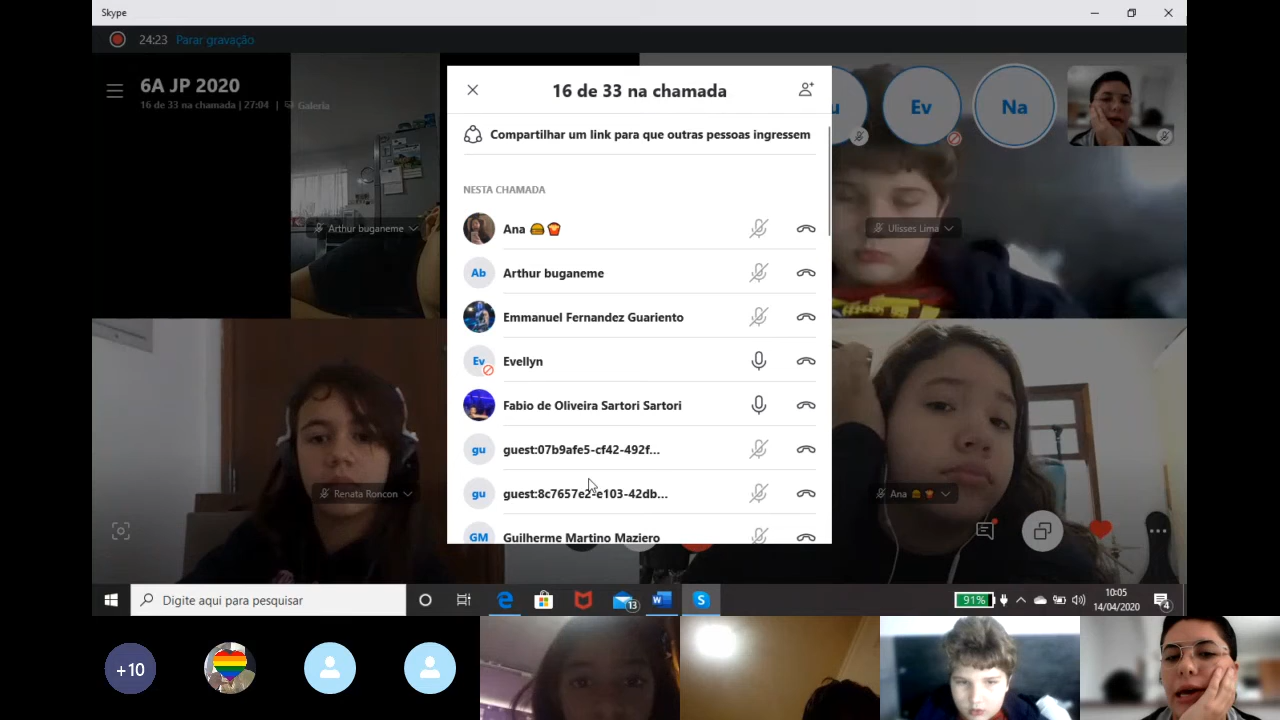 Skype
24:23 Parar gravação
6A JP 2020
16 de 33 na chamada | 27:04 | Galeria
16 de 33 na chamada
Compartilhar um link para que outras pessoas ingressem
NESTA CHAMADA
Ana
Ab Arthur buganeme
Emmanuel Fernandez Guariento
Ev Evellyn
Fabio de Oliveira Sartori Sartori
gu guest:07b9afe5-cf42-492f...
gu guest:8c7657e2-e103-42db...
GM Guilherme Martino Maziero
u
Ev
Na
Arthur buganeme
Ulisses Lima
Renata Roncon
Ana
Digite aqui para pesquisar
13
91%
10:05
14/04/2020
4
+10